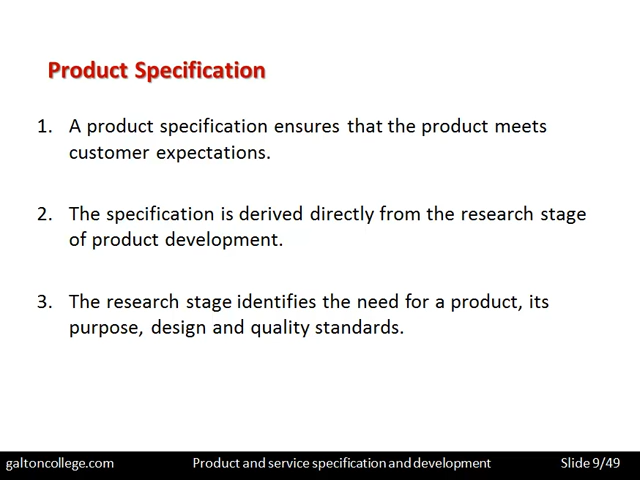 Product Specification
1. A product specification ensures that the product meets
customer expectations.
2. The specification is derived directly from the research stage
of product development.
3. The research stage identifies the need for a product, its
purpose, design and quality standards.
galtoncollege.com Product and service specification and development Slide 9/49